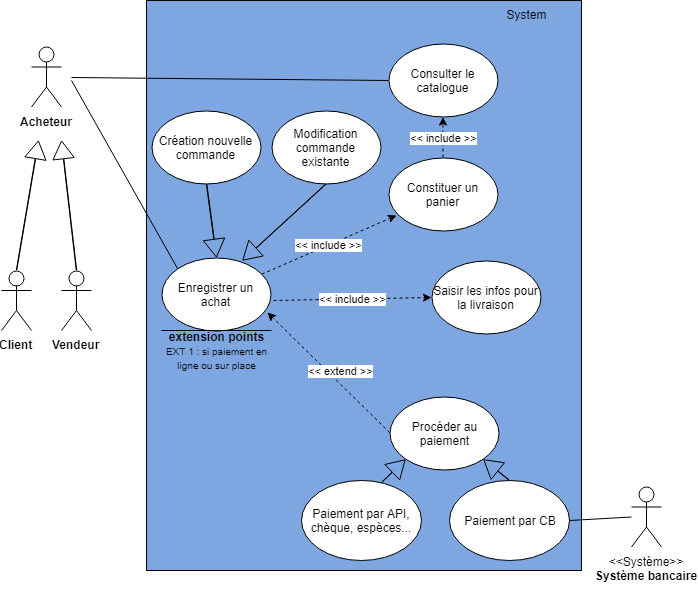 System
Consulter le
catalogue
Acheteur
Création nouvelle
commande
Modification
commande
existante
<< include >>
Constituer un
panier
<< include >>
Enregistrer un
achat
<< include >>
Saisir les infos pour
la livraison
extension points
EXT 1 : si paiement en
ligne ou sur place
Client
Vendeur
<< extend >>
Procéder au
paiement
Paiement par API,
chèque, espèces...
Paiement par CB
<<Système>>
Système bancaire